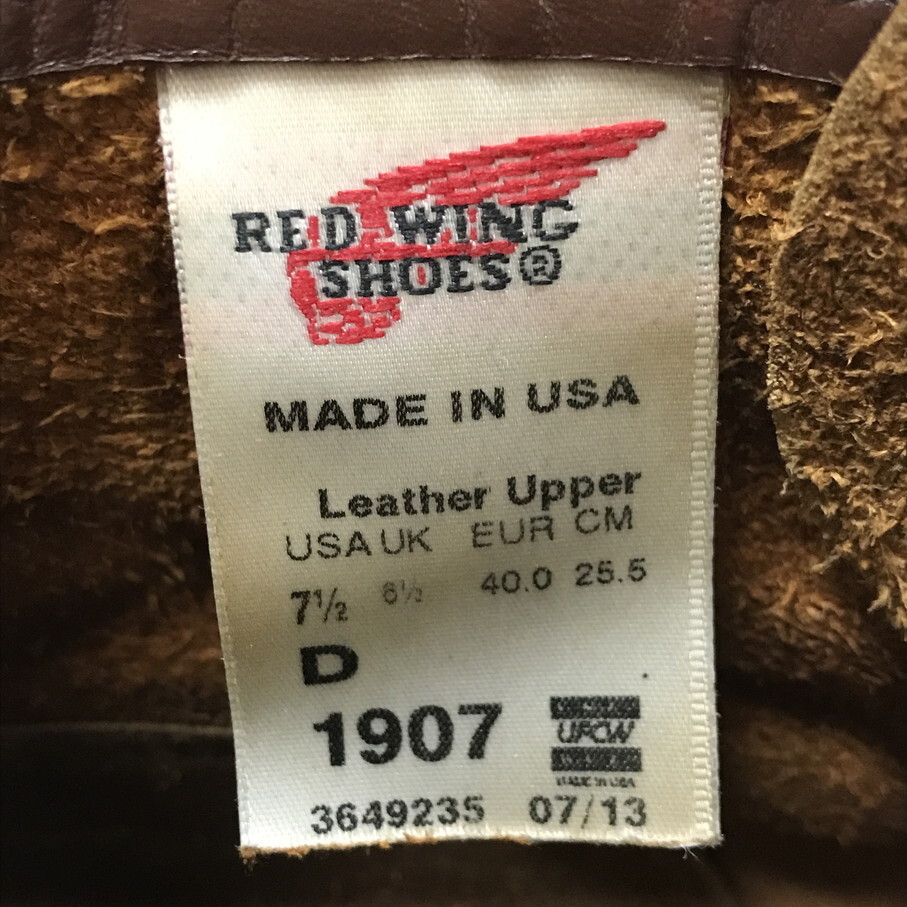 RED WING
SHOES®
MADE IN USA
Leather Upper
USA UK EUR CM
7½ 6½ 40.0 25.5
D
1907
UFCW
MADE IN USA
3649235 07/13